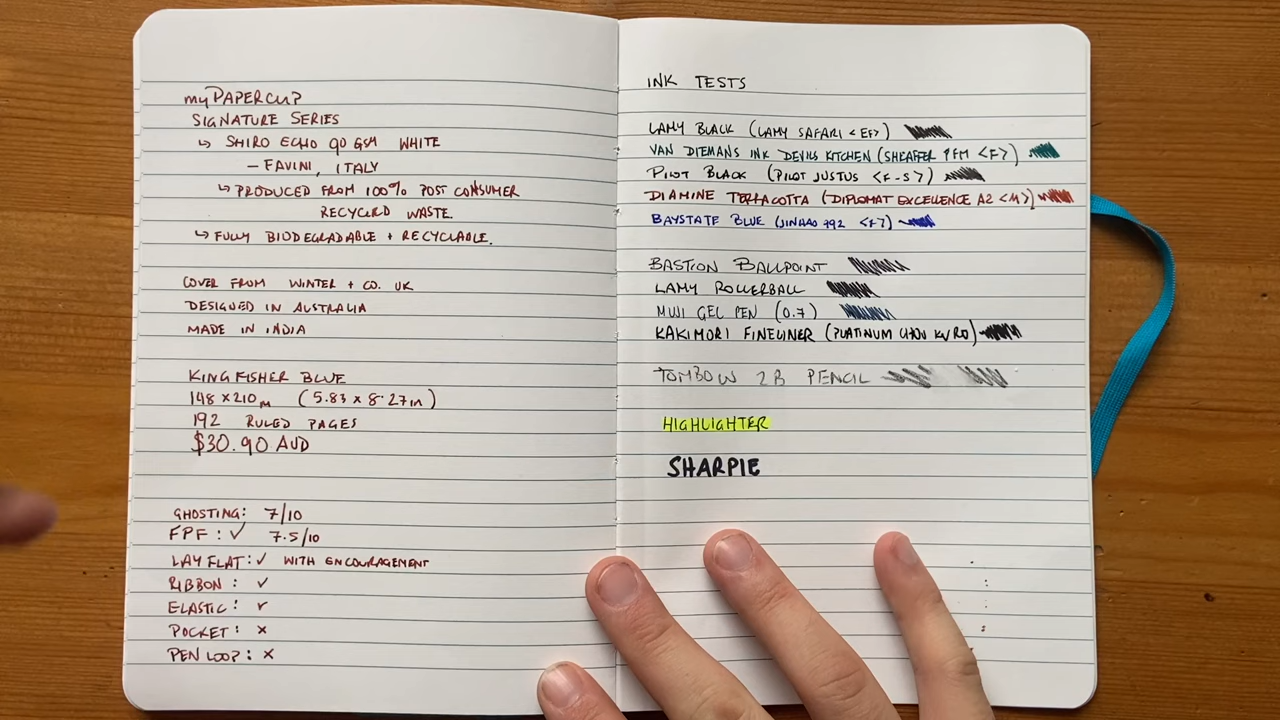 myPAPERCLIP
SIGNATURE SERIES
↳ SHIRO ECHO 90 GSM WHITE
— FAVINI, ITALY
↳ PRODUCED FROM 100% POST CONSUMER
RECYCLED WASTE.
↳ FULLY BIODEGRADABLE + RECYCLABLE.
COVER FROM WINTER + CO. UK
DESIGNED IN AUSTRALIA
MADE IN INDIA
KINGFISHER BLUE
148 x 210m (5.83 x 8.27in)
192 RULED PAGES
$30.90 AUD
GHOSTING: 7/10
FPF: ✓ 7.5/10
LAY FLAT: ✓ WITH ENCOURAGEMENT
RIBBON: ✓
ELASTIC: ✓
POCKET: x
PEN LOOP: x
INK TESTS
LAMY BLACK (LAMY SAFARI <EF>)
VAN DIEMANS INK DEVILS KITCHEN (SHEAFFER PFM <F>)
PILOT BLACK (PILOT JUSTUS <F-S>)
DIAMINE TERRACOTTA (DIPLOMAT EXCELLENCE A2 <M>)
BAYSTATE BLUE (JINHAO 992 <F>)
BASTION BALLPOINT
LAMY ROLLERBALL
MUJI GEL PEN (0.7)
KAKIMORI FINELINER (PLATINUM
TOMBOW 2B PENCIL
HIGHLIGHTER
SHARPIE